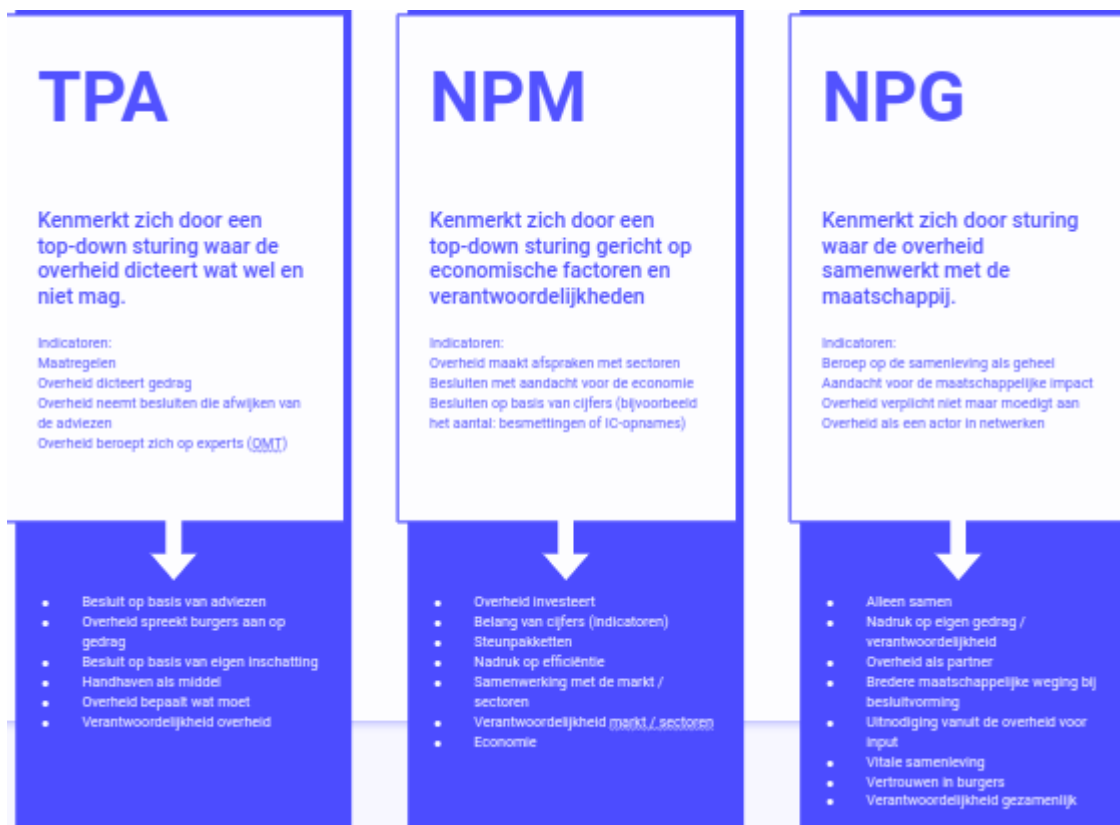 TPA
Kenmerkt zich door een
top-down sturing waar de
overheid dicteert wat wel en
niet mag.
Indicatoren:
Maatregelen
Overheid dicteert gedrag
Overheid neemt besluiten die afwijken van
de adviezen
Overheid beroept zich op experts (OMT)
Besluit op basis van adviezen
Overheid spreekt burgers aan op
gedrag
Besluit op basis van eigen inschatting
Handhaven als middel
Overheid bepaalt wat moet
Verantwoordelijkheid overheid
NPM
Kenmerkt zich door een
top-down sturing gericht op
economische factoren en
verantwoordelijkheden
Indicatoren:
Overheid maakt afspraken met sectoren
Besluiten met aandacht voor de economie
Besluiten op basis van cijfers (bijvoorbeeld
het aantal: besmettingen of IC-opnames)
Overheid investeert
Belang van cijfers (indicatoren)
Steunpakketten
Nadruk op efficiëntie
Samenwerking met de markt /
sectoren
Verantwoordelijkheid markt / sectoren
Economie
NPG
Kenmerkt zich door sturing
waar de overheid
samenwerkt met de
maatschappij.
Indicatoren:
Beroep op de samenleving als geheel
Aandacht voor de maatschappelijke impact
Overheid verplicht niet maar moedigt aan
Overheid als een actor in netwerken
Alleen samen
Nadruk op eigen gedrag /
verantwoordelijkheid
Overheid als partner
Bredere maatschappelijke weging bij
besluitvorming
Uitnodiging vanuit de overheid voor
input
Vitale samenleving
Vertrouwen in burgers
Verantwoordelijkheid gezamenlijk